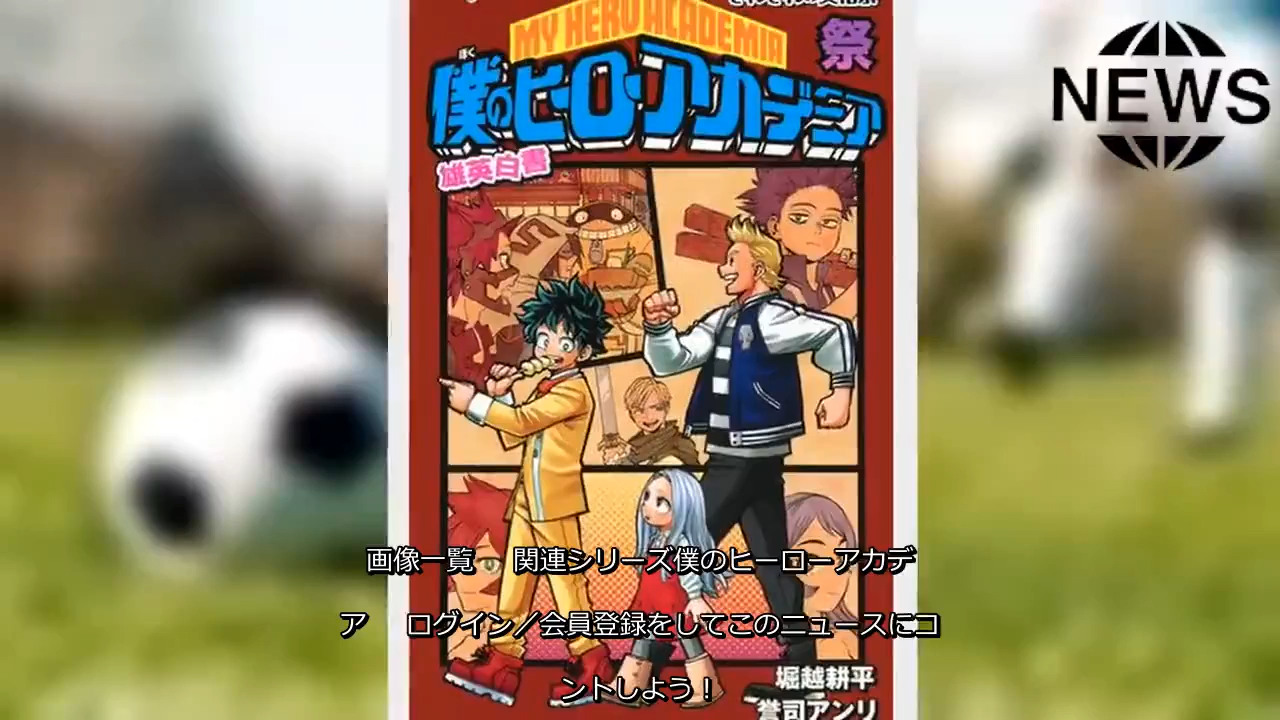 MY HERO ACADEMIA
祭
ぼく
僕のヒーローアカデミア
雄英白書
NEWS
画像一覧 関連シリーズ僕のヒーローアカデ
ア ログイン／会員登録をしてこのニュースにコ
ントしよう！
堀越耕平
誉司アンリ